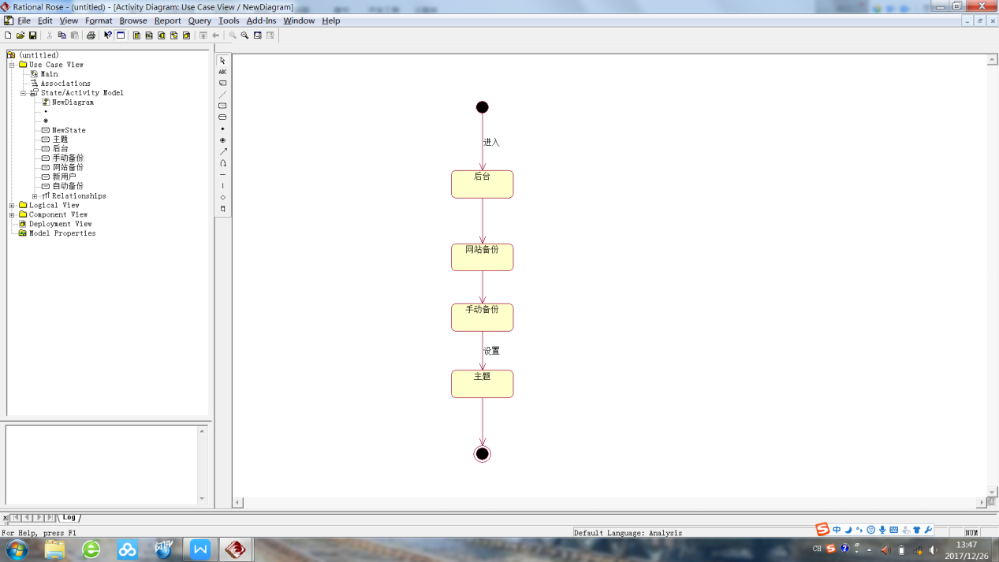 Rational Rose - (untitled) - [Activity Diagram: Use Case View / NewDiagram]
File Edit View Format Browse Report Query Tools Add-Ins Window Help
(untitled)
Use Case View
Main
Associations
State/Activity Model
NewDiagram
NewState
主题
后台
手动备份
网站备份
新用户
自动备份
Relationships
Logical View
Component View
Deployment View
Model Properties
ABC
进入
后台
网站备份
手动备份
设置
主题
Log
For Help, press F1
Default Language: Analysis
NUM
中
CH
13:47
2017/12/26